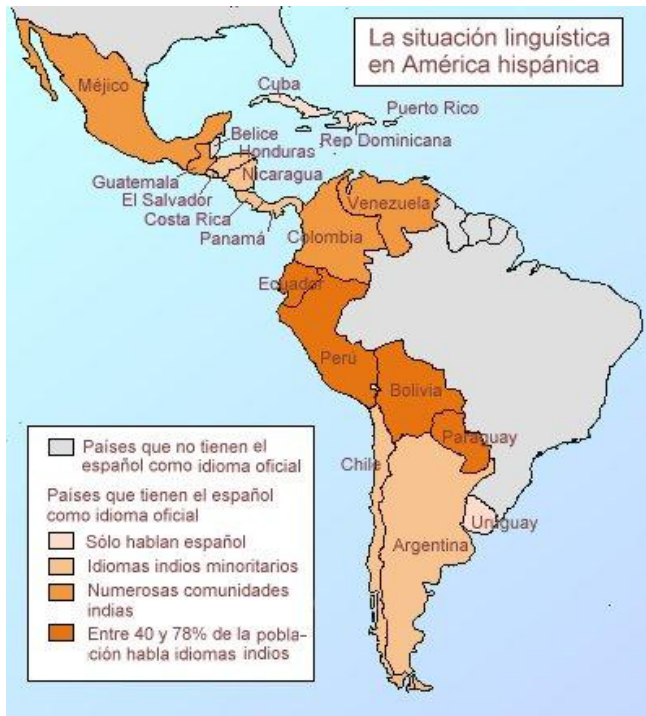 La situación linguística
en América hispánica
Méjico
Cuba
Puerto Rico
Rep Dominicana
Belice
Honduras
Nicaragua
Guatemala
El Salvador
Costa Rica
Panamá
Venezuela
Colombia
Ecuador
Perú
Bolivia
Paraguay
Chile
Uruguay
Argentina
Países que no tienen el
español como idioma oficial
Países que tienen el español
como idioma oficial
Sólo hablan español
Idiomas indios minoritarios
Numerosas comunidades
indias
Entre 40 y 78% de la pobla-
ción habla idiomas indios